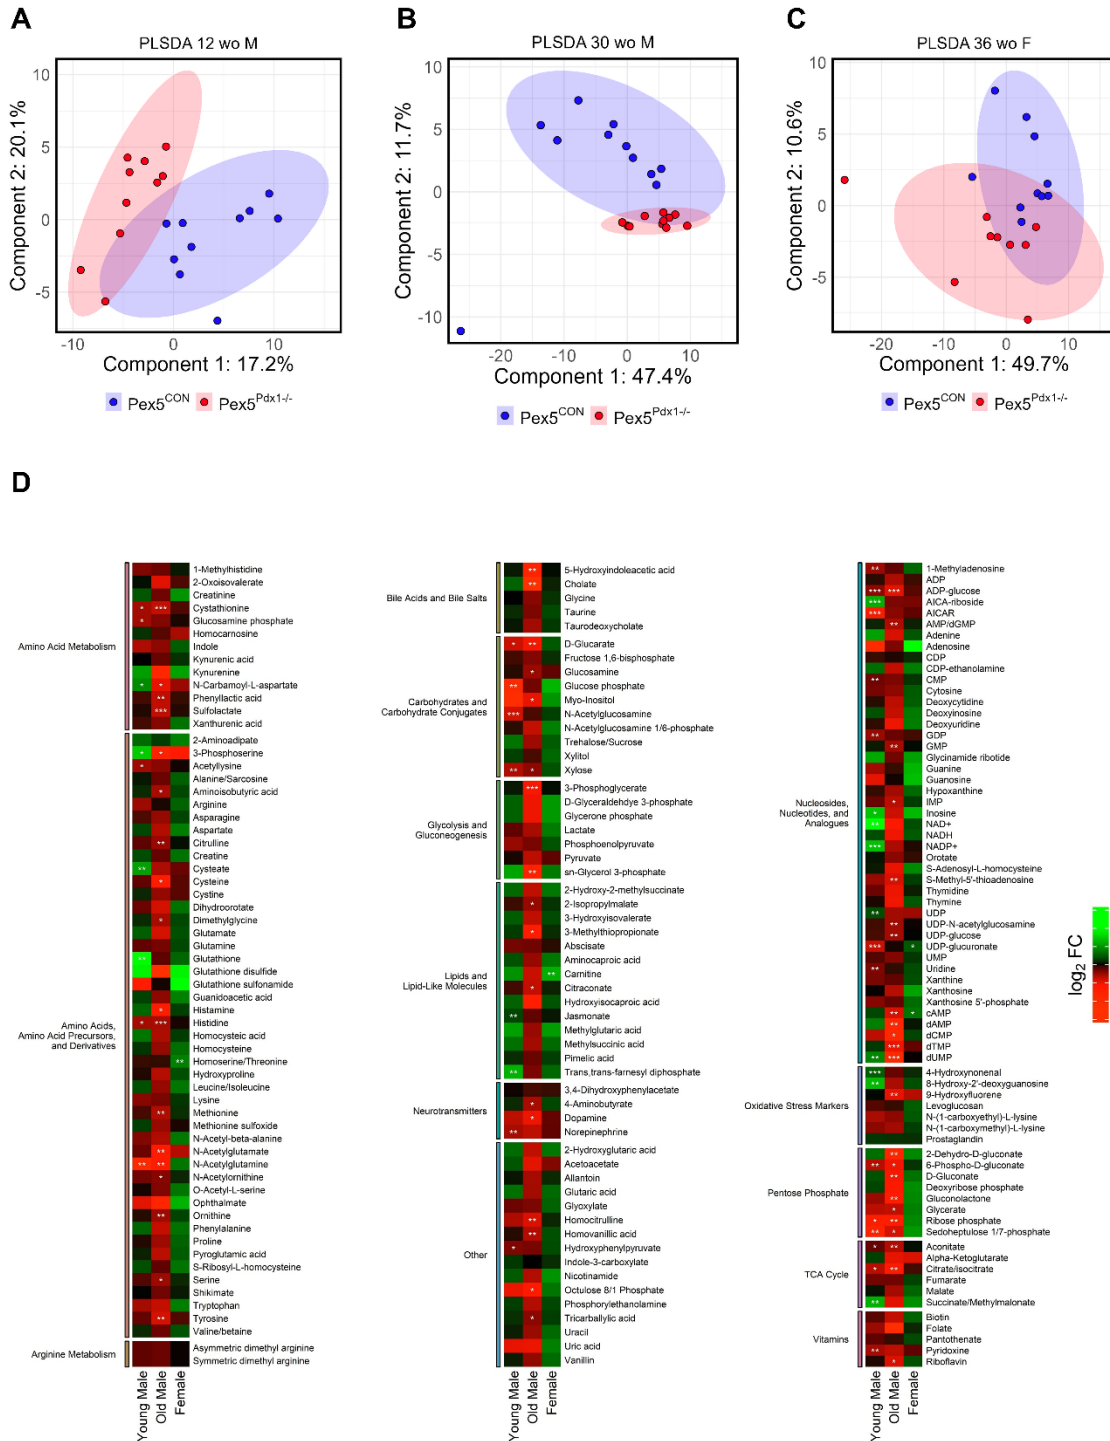 A
PLSDA 12 wo M
10
5
0
-5
-10
0
10
Component 2: 20.1%
Component 1: 17.2%
Pex5CON
Pex5Pdx1-/-
B
PLSDA 30 wo M
10
5
0
-5
-10
-20
-10
0
10
Component 2: 11.7%
Component 1: 47.4%
Pex5CON
Pex5Pdx1-/-
C
PLSDA 36 wo F
10
5
0
-5
-20
-10
0
10
Component 2: 10.6%
Component 1: 49.7%
Pex5CON
Pex5Pdx1-/-
D
Amino Acid Metabolism
1-Methylhistidine
2-Oxoisovalerate
Creatinine
Cystathionine
Glucosamine phosphate
Homocarnosine
Indole
Kynurenic acid
Kynurenine
N-Carbamoyl-L-aspartate
Phenyllactic acid
Sulfolactate
Xanthurenic acid
Amino Acids,
Amino Acid Precursors,
and Derivatives
2-Aminoadipate
3-Phosphoserine
Acetyllysine
Alanine/Sarcosine
Aminoisobutyric acid
Arginine
Asparagine
Aspartate
Citrulline
Creatine
Cysteate
Cysteine
Cystine
Dihydroorotate
Dimethylglycine
Glutamate
Glutamine
Glutathione
Glutathione disulfide
Glutathione sulfonamide
Guanidoacetic acid
Histamine
Histidine
Homocysteic acid
Homocysteine
Homoserine/Threonine
Hydroxyproline
Leucine/Isoleucine
Lysine
Methionine
Methionine sulfoxide
N-Acetyl-beta-alanine
N-Acetylglutamate
N-Acetylglutamine
N-Acetylornithine
O-Acetyl-L-serine
Ophthalmate
Ornithine
Phenylalanine
Proline
Pyroglutamic acid
S-Ribosyl-L-homocysteine
Serine
Shikimate
Tryptophan
Tyrosine
Valine/betaine
Arginine Metabolism
Asymmetric dimethyl arginine
Symmetric dimethyl arginine
Young Male
Old Male
Female
Bile Acids and Bile Salts
5-Hydroxyindoleacetic acid
Cholate
Glycine
Taurine
Taurodeoxycholate
Carbohydrates and
Carbohydrate Conjugates
D-Glucarate
Fructose 1,6-bisphosphate
Glucosamine
Glucose phosphate
Myo-Inositol
N-Acetylglucosamine
N-Acetylglucosamine 1/6-phosphate
Trehalose/Sucrose
Xylitol
Xylose
Glycolysis and
Gluconeogenesis
3-Phosphoglycerate
D-Glyceraldehdye 3-phosphate
Glycerone phosphate
Lactate
Phosphoenolpyruvate
Pyruvate
sn-Glycerol 3-phosphate
Lipids and
Lipid-Like Molecules
2-Hydroxy-2-methylsuccinate
2-Isopropylmalate
3-Hydroxyisovalerate
3-Methylthiopropionate
Abscisate
Aminocaproic acid
Carnitine
Citraconate
Hydroxyisocaproic acid
Jasmonate
Methylglutaric acid
Methylsuccinic acid
Pimelic acid
Trans,trans-farnesyl diphosphate
Neurotransmitters
3,4-Dihydroxyphenylacetate
4-Aminobutyrate
Dopamine
Norepinephrine
Other
2-Hydroxyglutaric acid
Acetoacetate
Allantoin
Glutaric acid
Glyoxylate
Homocitrulline
Homovanillic acid
Hydroxyphenylpyruvate
Indole-3-carboxylate
Nicotinamide
Octulose 8/1 Phosphate
Phosphorylethanolamine
Tricarballylic acid
Uracil
Uric acid
Vanillin
Young Male
Old Male
Female
Nucleosides,
Nucleotides, and
Analogues
1-Methyladenosine
ADP
ADP-glucose
AICA-riboside
AICAR
AMP/dGMP
Adenine
Adenosine
CDP
CDP-ethanolamine
CMP
Cytosine
Deoxycytidine
Deoxyinosine
Deoxyuridine
GDP
GMP
Glycinamide ribotide
Guanine
Guanosine
Hypoxanthine
IMP
Inosine
NAD+
NADH
NADP+
Orotate
S-Adenosyl-L-homocysteine
S-Methyl-5'-thioadenosine
Thymidine
Thymine
UDP
UDP-N-acetylglucosamine
UDP-glucose
UDP-glucuronate
UMP
Uridine
Xanthine
Xanthosine
Xanthosine 5'-phosphate
cAMP
dAMP
dCMP
dTMP
dUMP
Oxidative Stress Markers
4-Hydroxynonenal
8-Hydroxy-2'-deoxyguanosine
9-Hydroxyfluorene
Levoglucosan
N-(1-carboxyethyl)-L-lysine
N-(1-carboxymethyl)-L-lysine
Prostaglandin
Pentose Phosphate
2-Dehydro-D-gluconate
6-Phospho-D-gluconate
D-Gluconate
Deoxyribose phosphate
Gluconolactone
Glycerate
Ribose phosphate
Sedoheptulose 1/7-phosphate
TCA Cycle
Aconitate
Alpha-Ketoglutarate
Citrate/isocitrate
Fumarate
Malate
Succinate/Methylmalonate
Vitamins
Biotin
Folate
Pantothenate
Pyridoxine
Riboflavin
Young Male
Old Male
Female
log2 FC